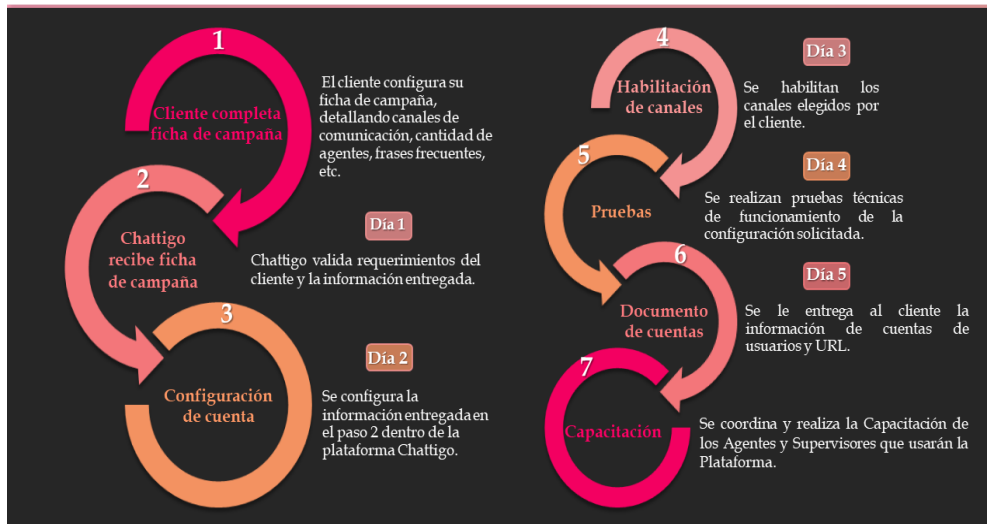 1
Cliente completa
ficha de campaña
El cliente configura su
ficha de campaña,
detallando canales de
comunicación, cantidad de
agentes, frases frecuentes,
etc.
2
Chattigo
recibe ficha
de campaña
Día 1
Chattigo valida requerimientos del
cliente y la información entregada.
3
Configuración
de cuenta
Día 2
Se configura la
información entregada en
el paso 2 dentro de la
plataforma Chattigo.
4
Habilitación
de canales
Día 3
Se habilitan los
canales elegidos por
el cliente.
5
Pruebas
Día 4
Se realizan pruebas técnicas
de funcionamiento de la
configuración solicitada.
6
Documento
de cuentas
Día 5
Se le entrega al cliente la
información de cuentas de
usuarios y URL.
7
Capacitación
Se coordina y realiza la Capacitación de
los Agentes y Supervisores que usarán la
Plataforma.